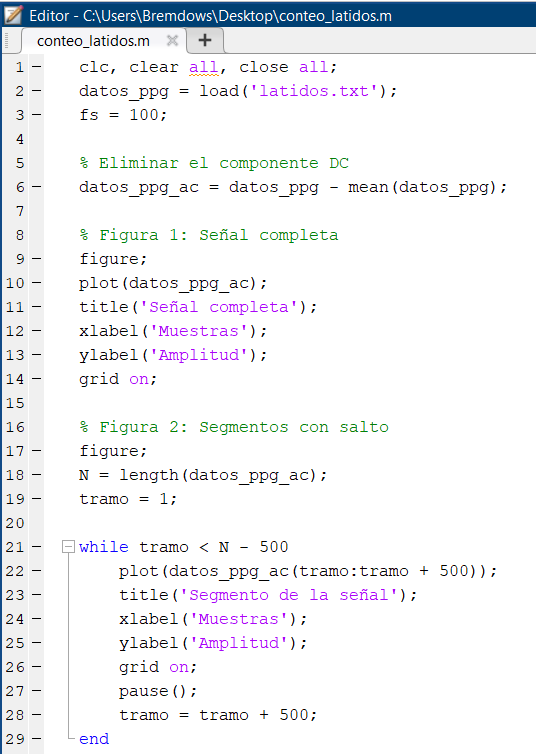 Editor - C:\Users\Bremdows\Desktop\conteo_latidos.m
conteo_latidos.m × +
1 - clc, clear all, close all;
2 - datos_ppg = load('latidos.txt');
3 - fs = 100;
4
5 % Eliminar el componente DC
6 - datos_ppg_ac = datos_ppg - mean(datos_ppg);
7
8 % Figura 1: Señal completa
9 - figure;
10 - plot(datos_ppg_ac);
11 - title('Señal completa');
12 - xlabel('Muestras');
13 - ylabel('Amplitud');
14 - grid on;
15
16 % Figura 2: Segmentos con salto
17 - figure;
18 - N = length(datos_ppg_ac);
19 - tramo = 1;
20
21 - while tramo < N - 500
22 - plot(datos_ppg_ac(tramo:tramo + 500));
23 - title('Segmento de la señal');
24 - xlabel('Muestras');
25 - ylabel('Amplitud');
26 - grid on;
27 - pause();
28 - tramo = tramo + 500;
29 - end